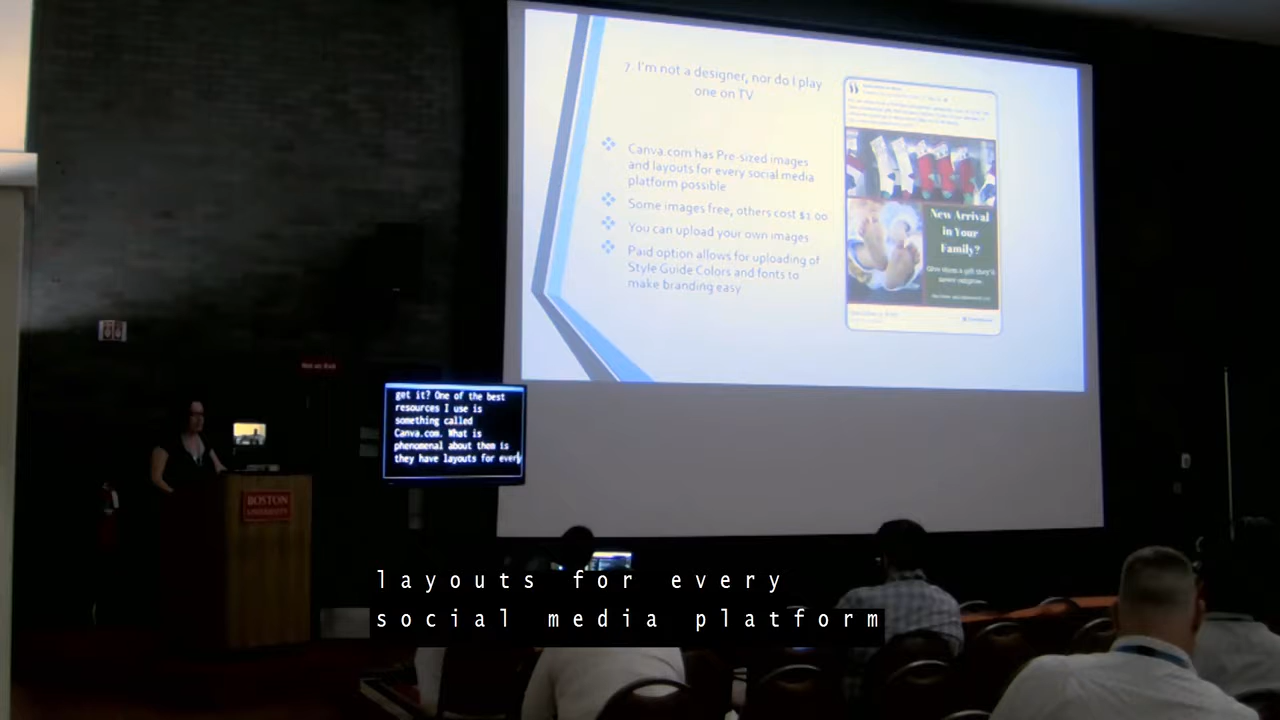 7. I'm not a designer, nor do I play
one on TV
Canva.com has Pre-sized images
and layouts for every social media
platform possible
Some images free, others cost $1.00
You can upload your own images
Paid option allows for uploading of
Style Guide Colors and fonts to
make branding easy
New Arrival
in Your
Family?
get it? One of the best
resources I use is
something called
Canva.com. What is
phenomenal about them is
they have layouts for every
BOSTON
UNIVERSITY
layouts for every
social media platform